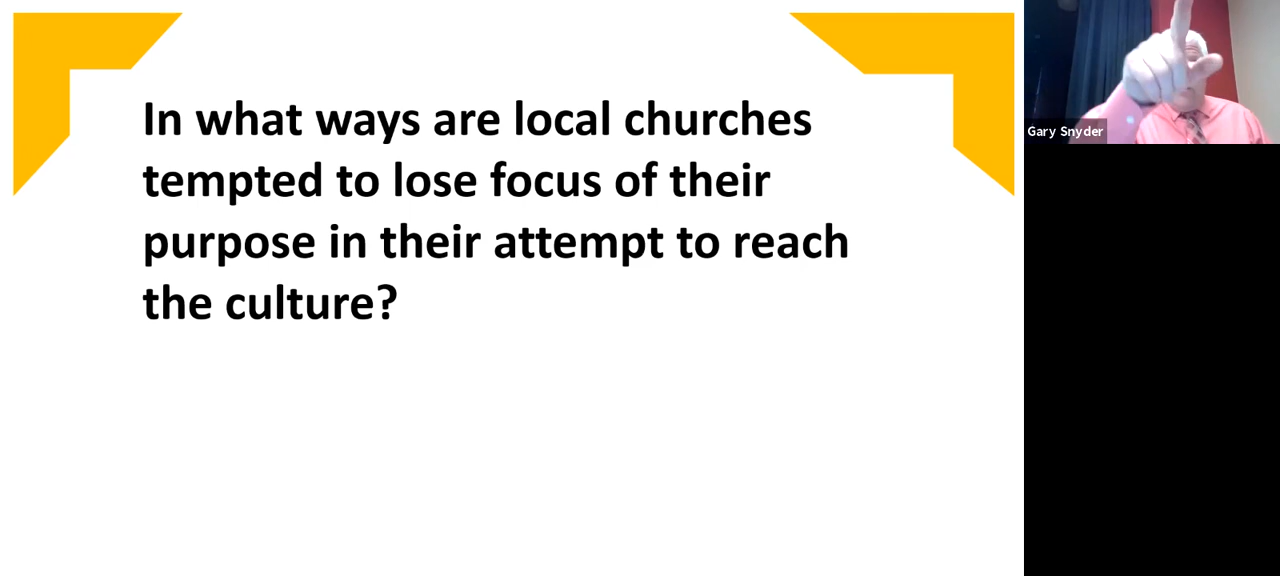 In what ways are local churches
tempted to lose focus of their
purpose in their attempt to reach
the culture?
Gary Snyder